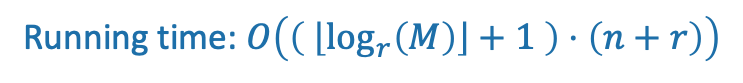 Running time: O(( ⌊log_r(M)⌋ + 1 ) · (n + r))